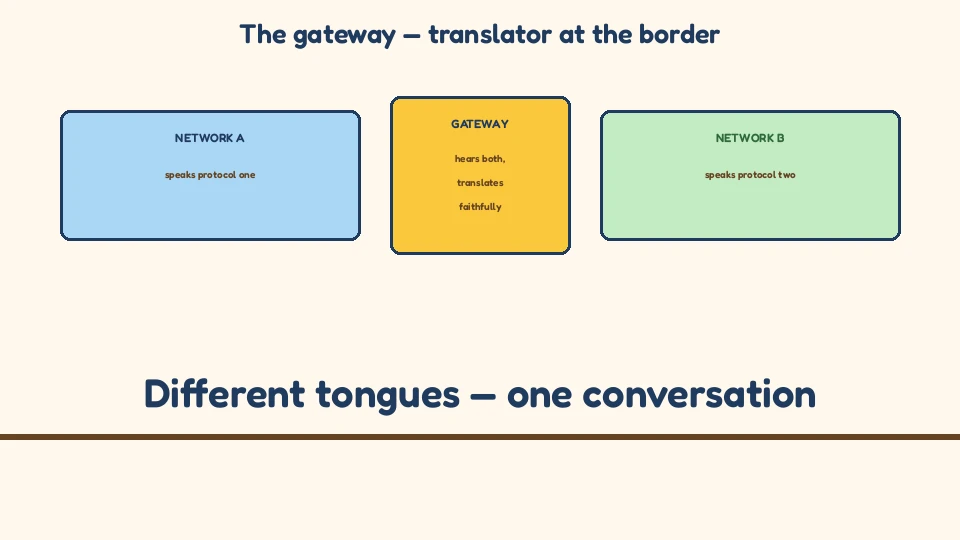 The gateway — translator at the border
NETWORK A
speaks protocol one
GATEWAY
hears both,
translates
faithfully
NETWORK B
speaks protocol two
Different tongues — one conversation